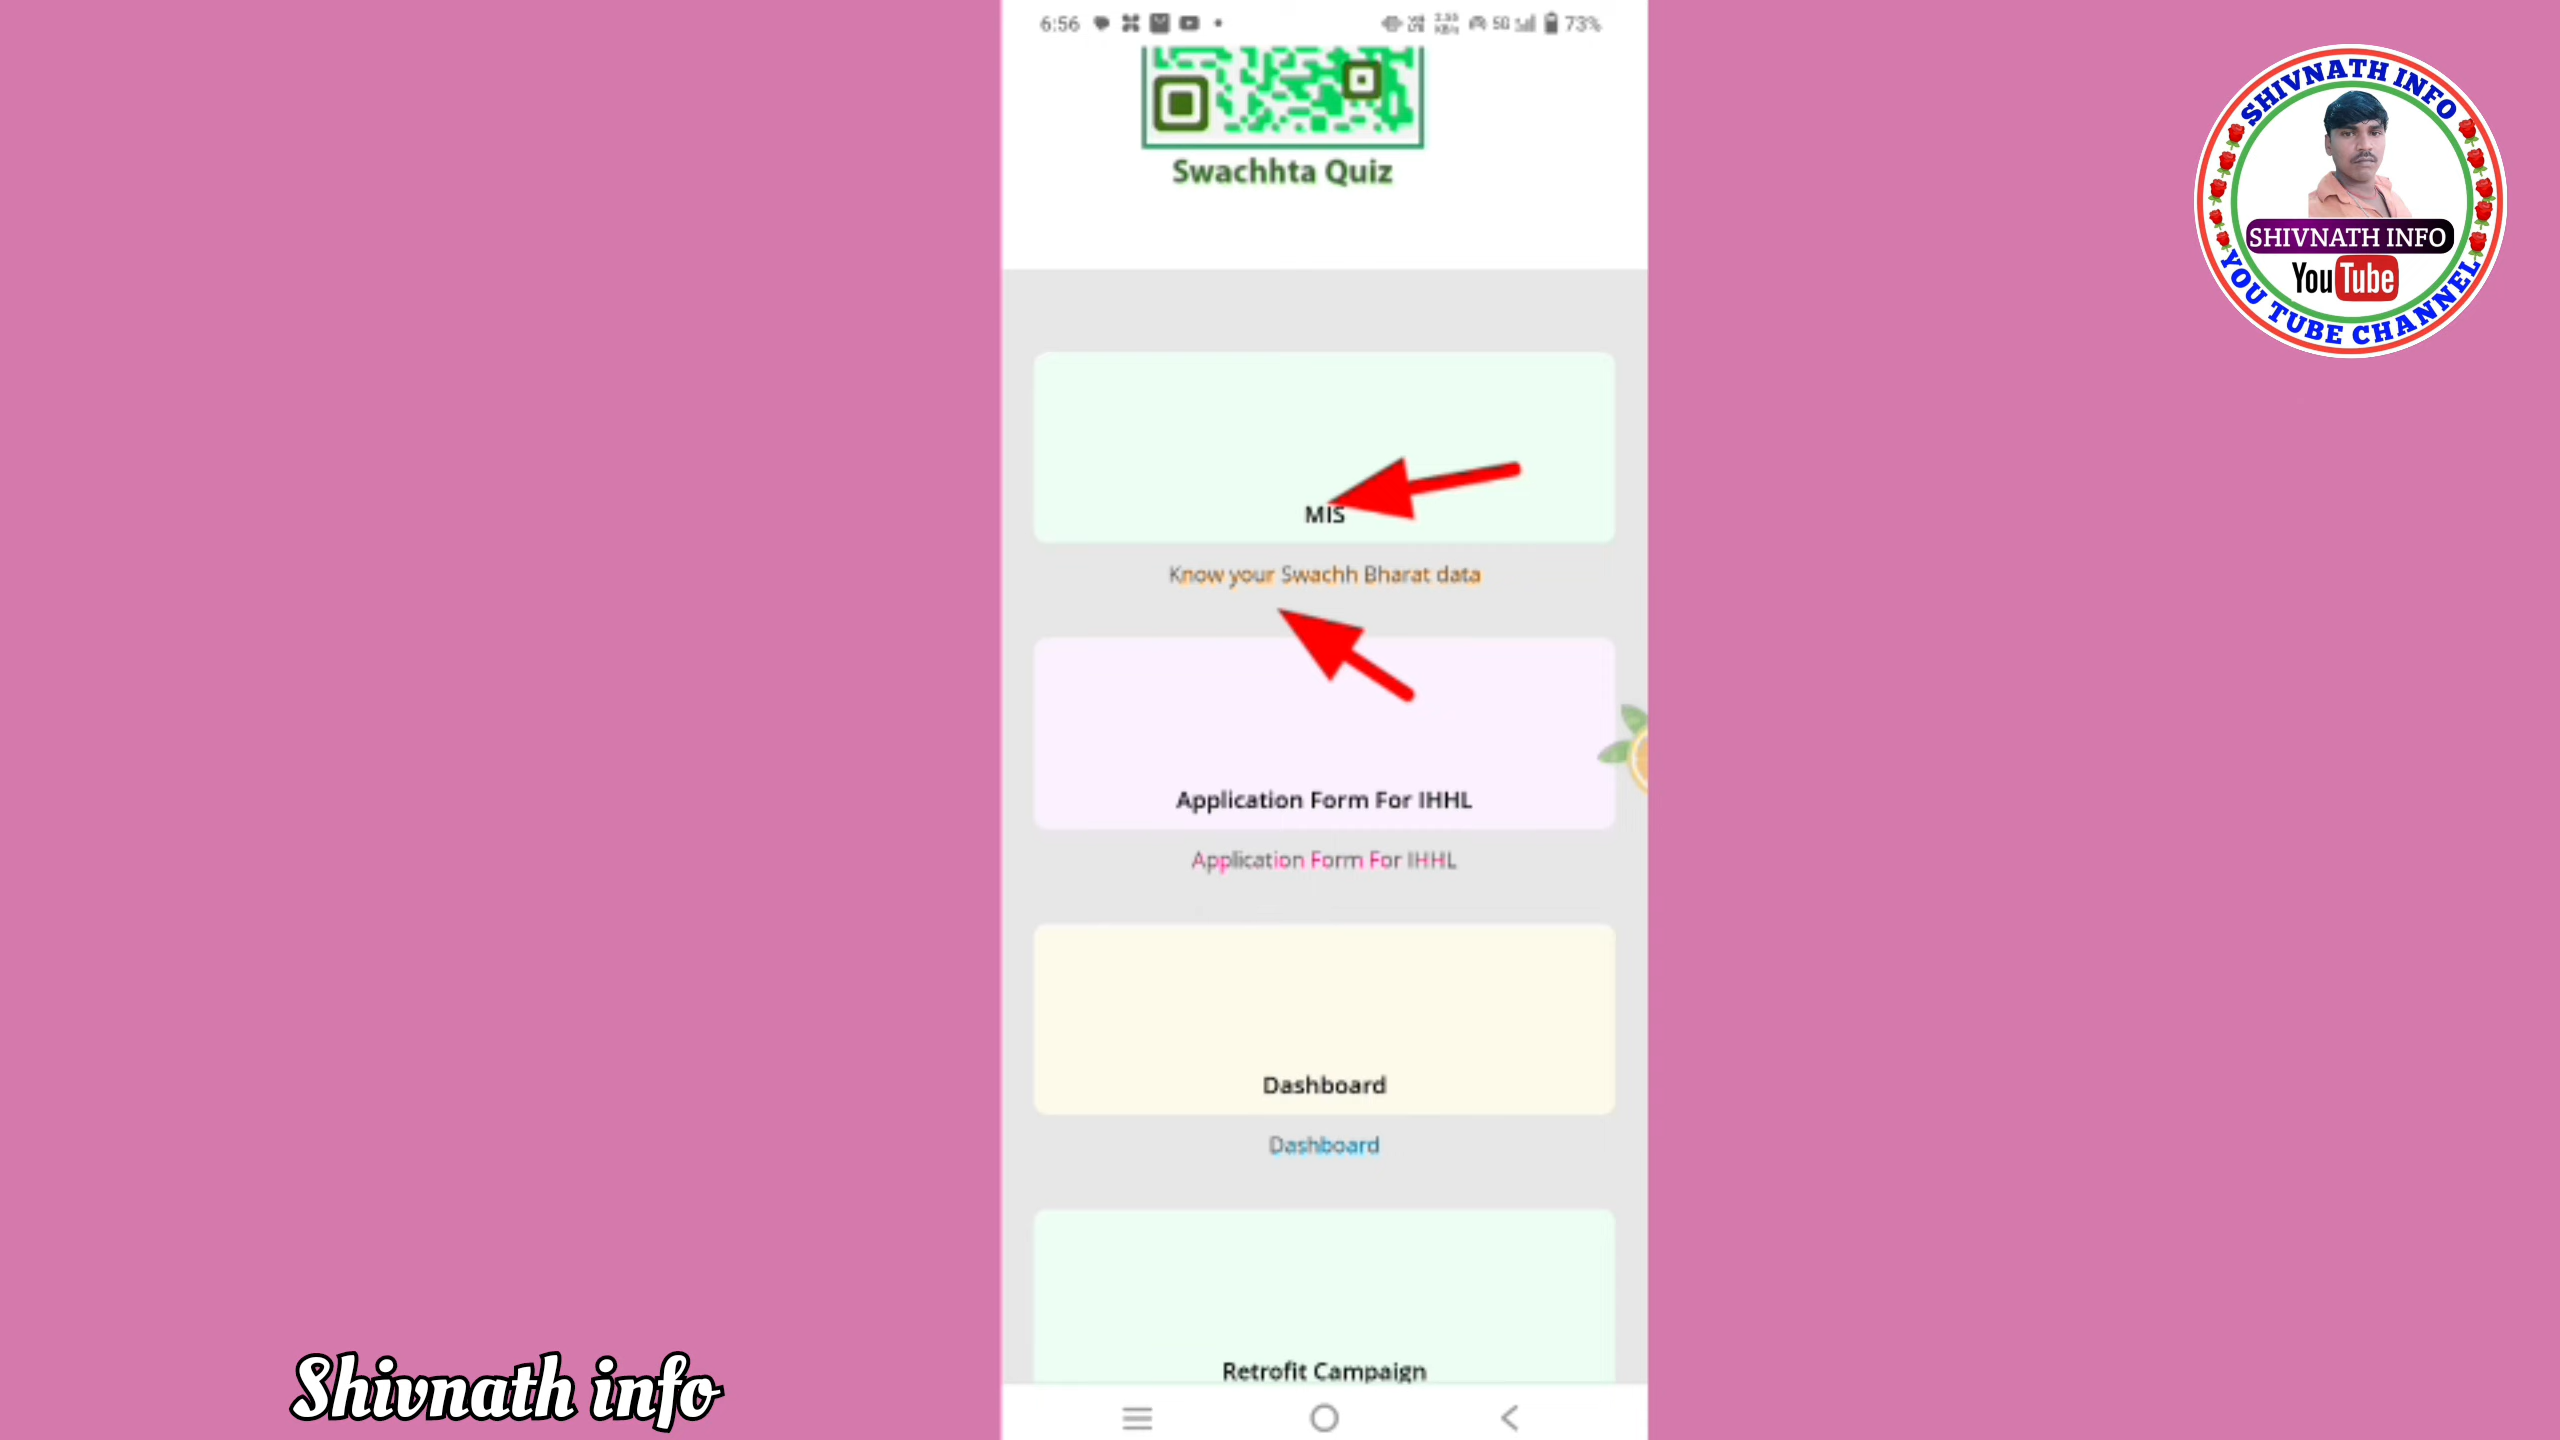 6:56
5G
73%
Swachhta Quiz
MIS
Know your Swachh Bharat data
Application Form For IHHL
Application Form For IHHL
Dashboard
Dashboard
Retrofit Campaign
SHIVNATH INFO
SHIVNATH INFO
YouTube
YOU TUBE CHANNEL
Shivnath info